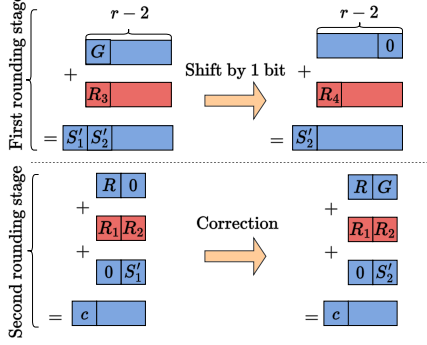 First rounding stage
r − 2
G
+
R₃
= S′₁ S′₂
Shift by 1 bit
r − 2
0
+
R₄
= S′₂
Second rounding stage
R 0
+
R₁ R₂
+
0 S′₁
= c
Correction
R G
+
R₁ R₂
+
0 S′₂
= c